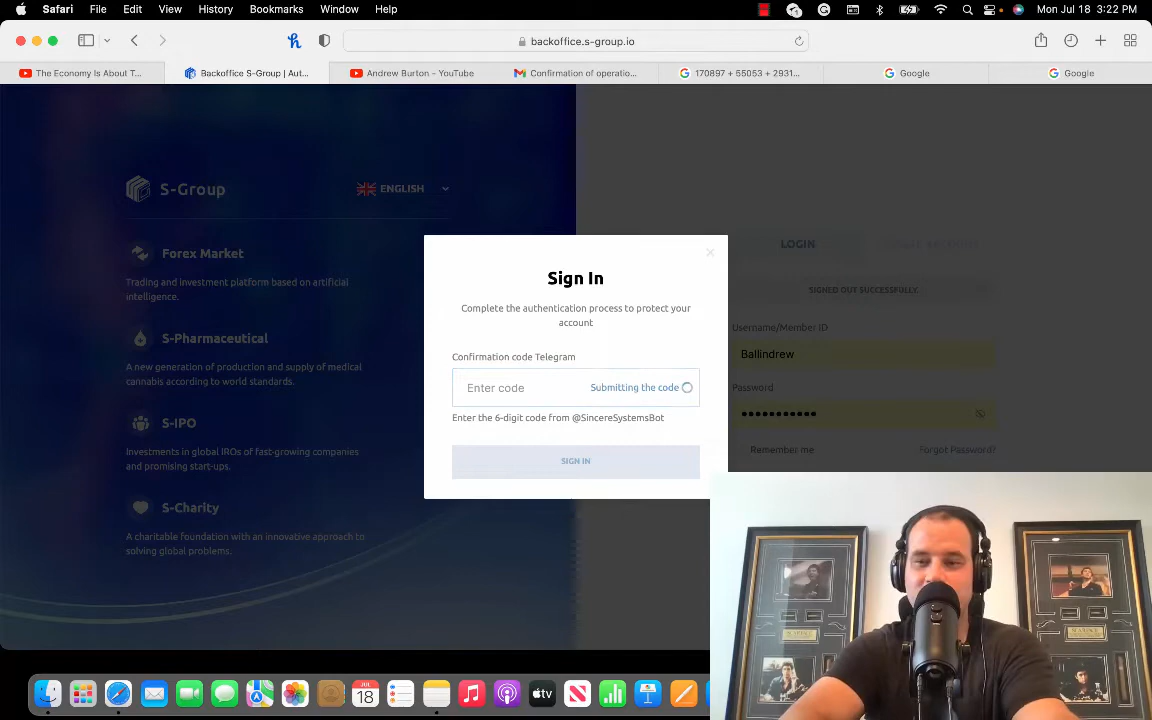 Safari File Edit View History Bookmarks Window Help Mon Jul 18 3:22 PM
backoffice.s-group.io
The Economy Is About T... Backoffice S-Group | Aut... Andrew Burton - YouTube Confirmation of operatio... 170897 + 55053 + 2931... Google Google
S-Group ENGLISH
Forex Market
Trading and investment platform based on artificial
intelligence.
S-Pharmaceutical
A new generation of production and supply of medical
cannabis according to world standards.
S-IPO
Investments in global IROs of fast-growing companies
and promising start-ups.
S-Charity
A charitable foundation with an innovative approach to
solving global problems.
Sign In
Complete the authentication process to protect your
account
Confirmation code Telegram
Enter code Submitting the code
Enter the 6-digit code from @SincereSystemsBot
SIGN IN
LOGIN CREATE ACCOUNT
SIGNED OUT SUCCESSFULLY.
Username/Member ID
Ballindrew
Password
Remember me Forgot Password?
JUL
18
tv